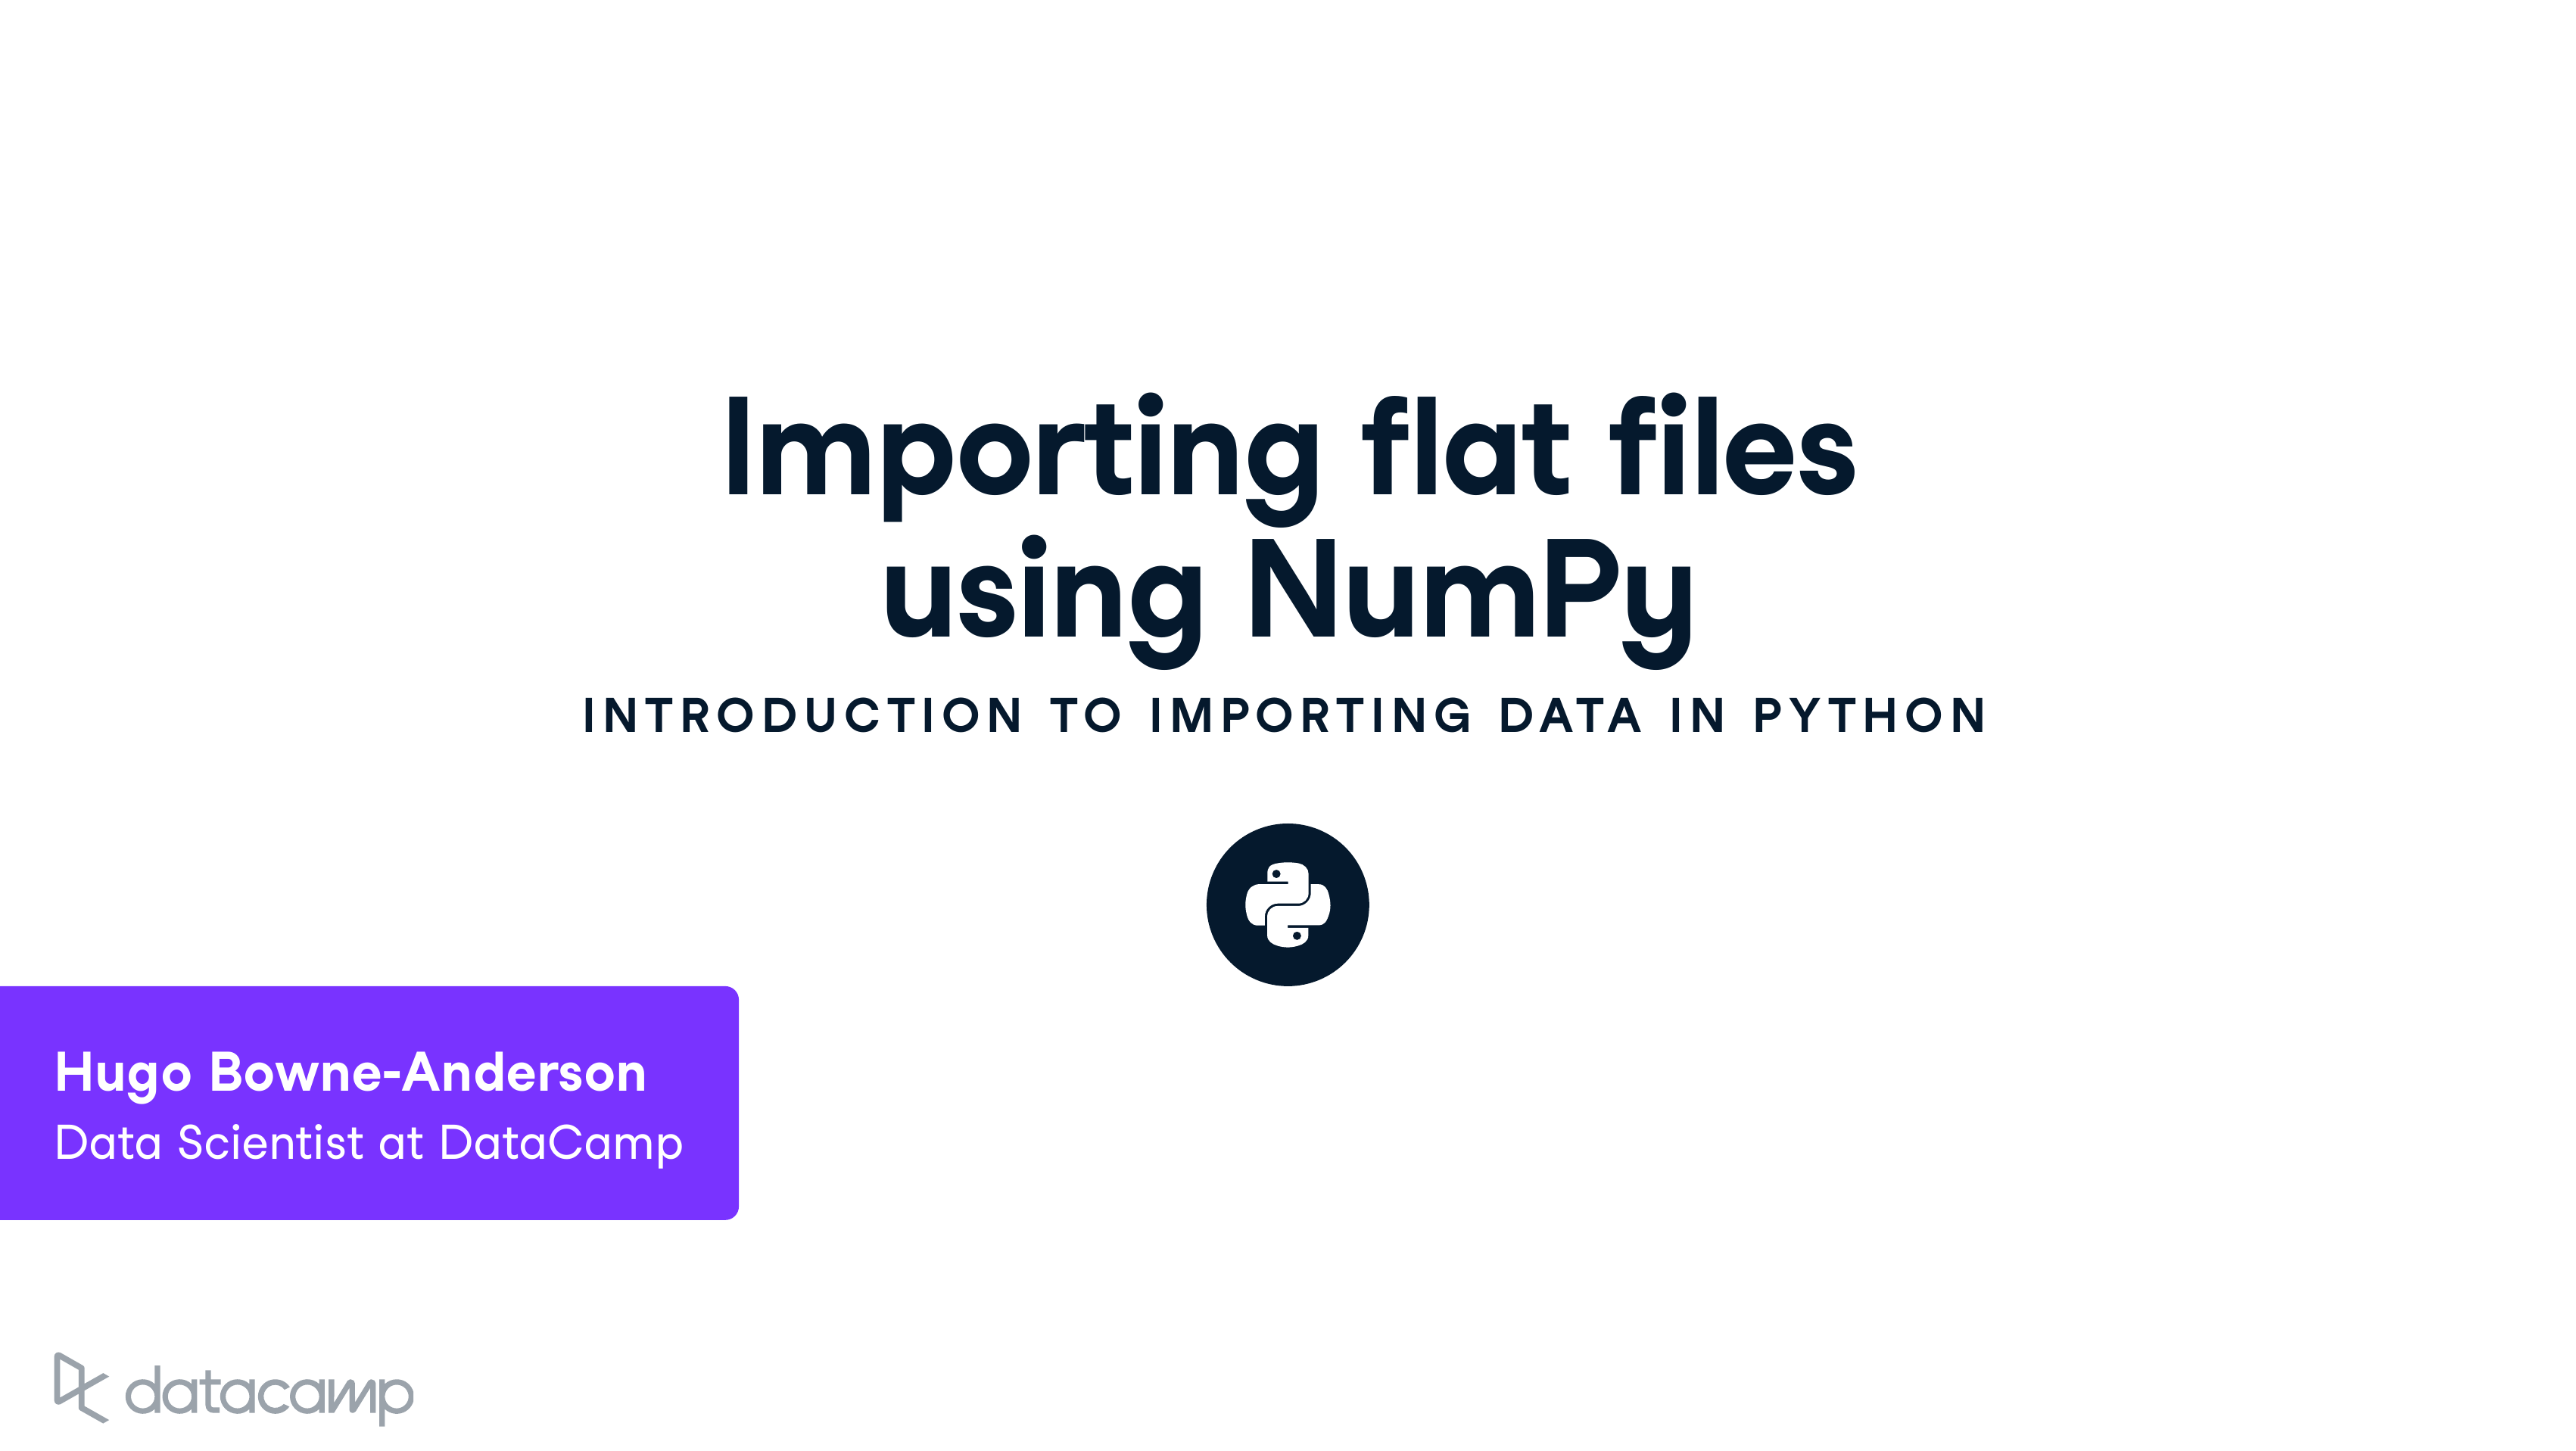 Importing flat files
using NumPy
INTRODUCTION TO IMPORTING DATA IN PYTHON
Hugo Bowne-Anderson
Data Scientist at DataCamp
datacamp